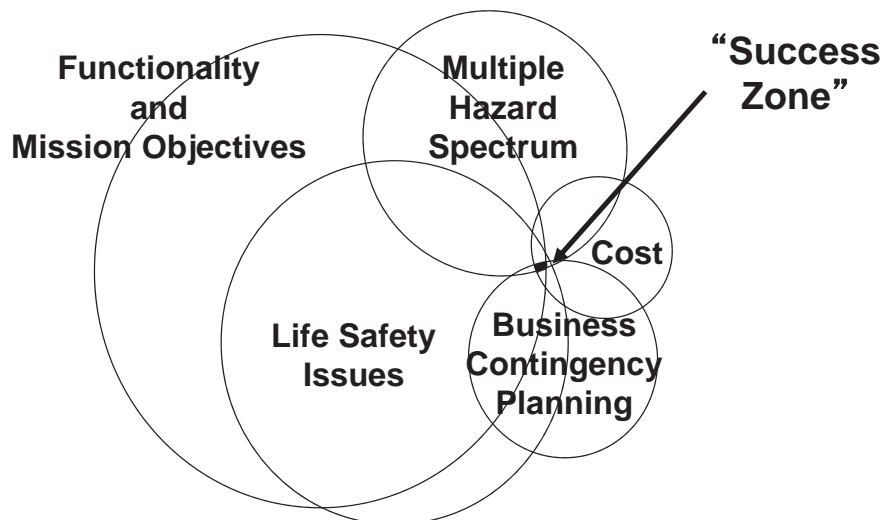 Functionality
and
Mission Objectives
Multiple
Hazard
Spectrum
“Success
Zone”
Cost
Life Safety
Issues
Business
Contingency
Planning